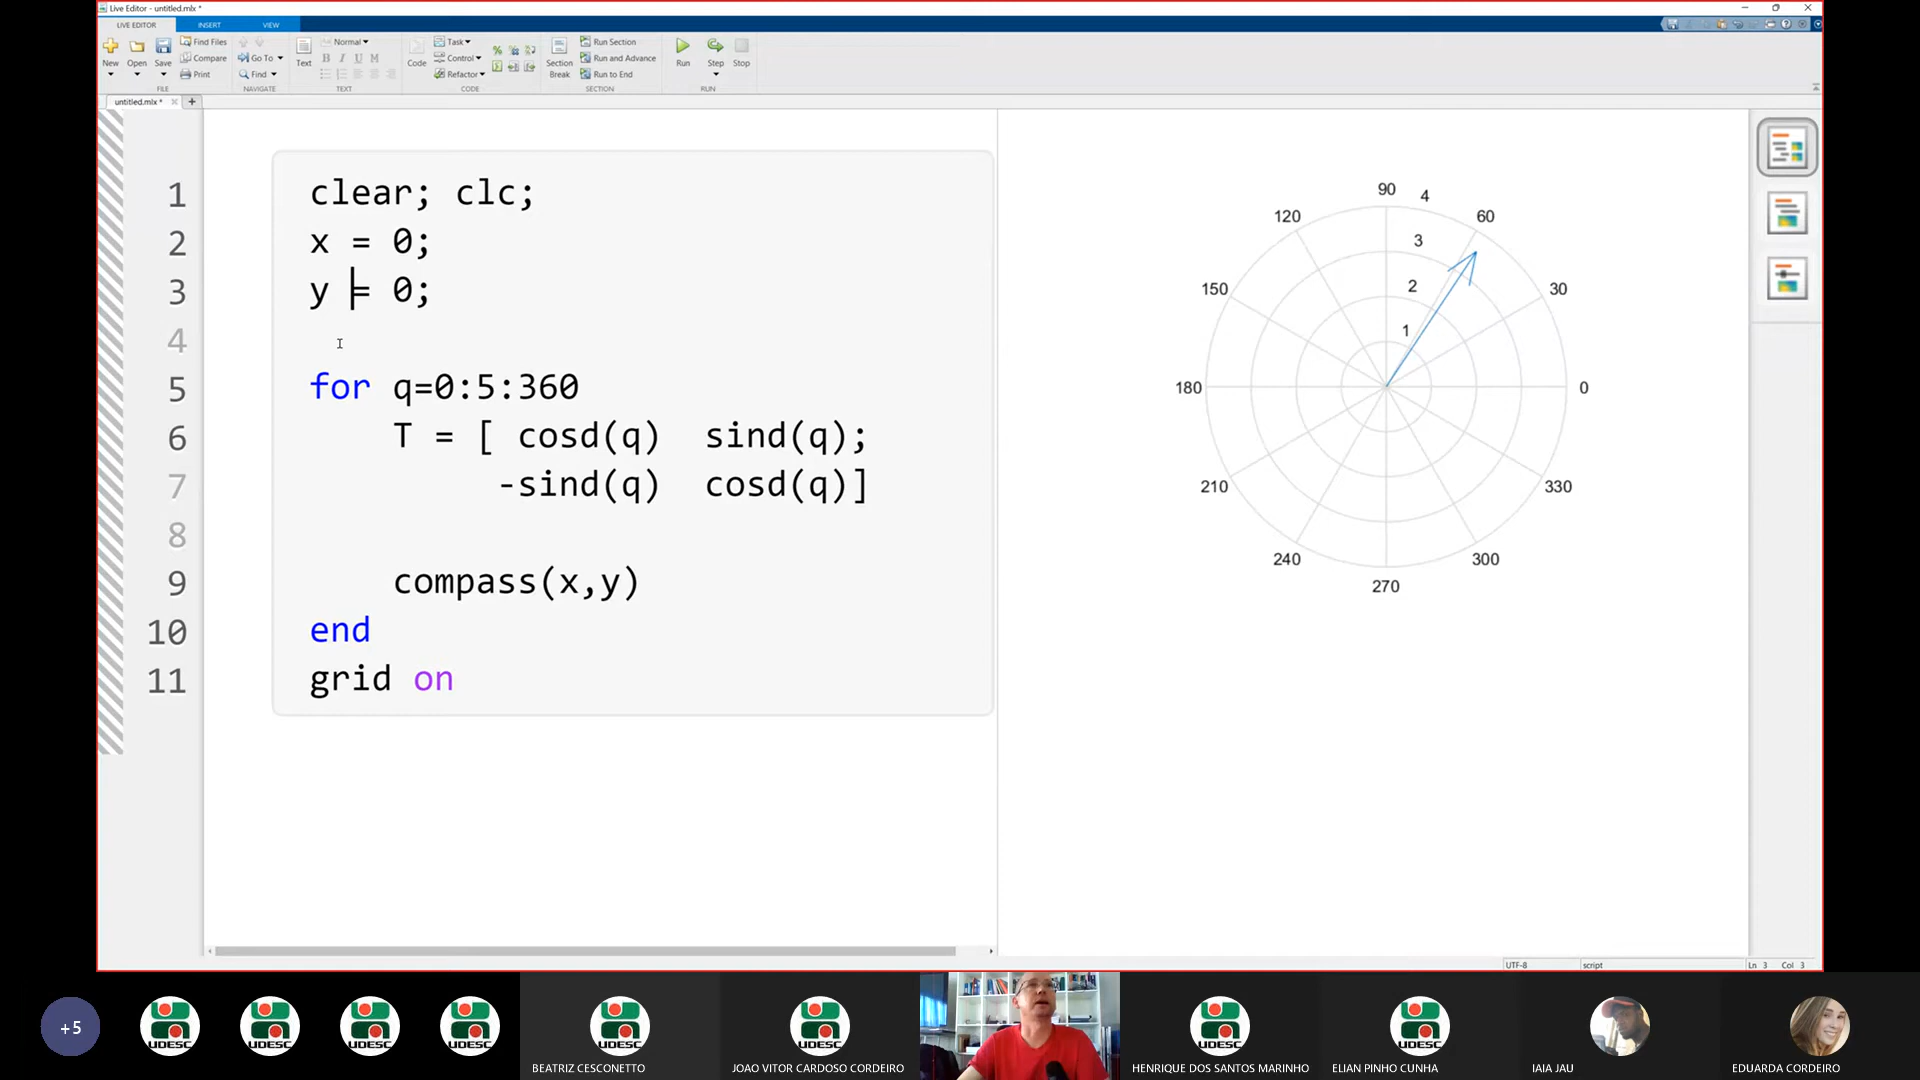 Live Editor - untitled.mlx *
LIVE EDITOR INSERT VIEW
New Open Save Find Files Compare Print
Go To Find
Text Normal B I U M
Code Task Control Refactor
Section Break Run Section Run and Advance Run to End
Run Step Stop
FILE NAVIGATE TEXT CODE SECTION RUN
untitled.mlx *
1 clear; clc;
2 x = 0;
3 y = 0;
4
5 for q=0:5:360
6 T = [ cosd(q) sind(q);
7 -sind(q) cosd(q)]
8
9 compass(x,y)
10 end
11 grid on
90 4
120 60
3
150 2 30
1
180 0
210 330
240 300
270
UTF-8 script Ln 3 Col 3
+5
UDESC
UDESC
UDESC
UDESC
UDESC
UDESC
UDESC
UDESC
BEATRIZ CESCONETTO
JOAO VITOR CARDOSO CORDEIRO
HENRIQUE DOS SANTOS MARINHO
ELIAN PINHO CUNHA
IAIA JAU
EDUARDA CORDEIRO